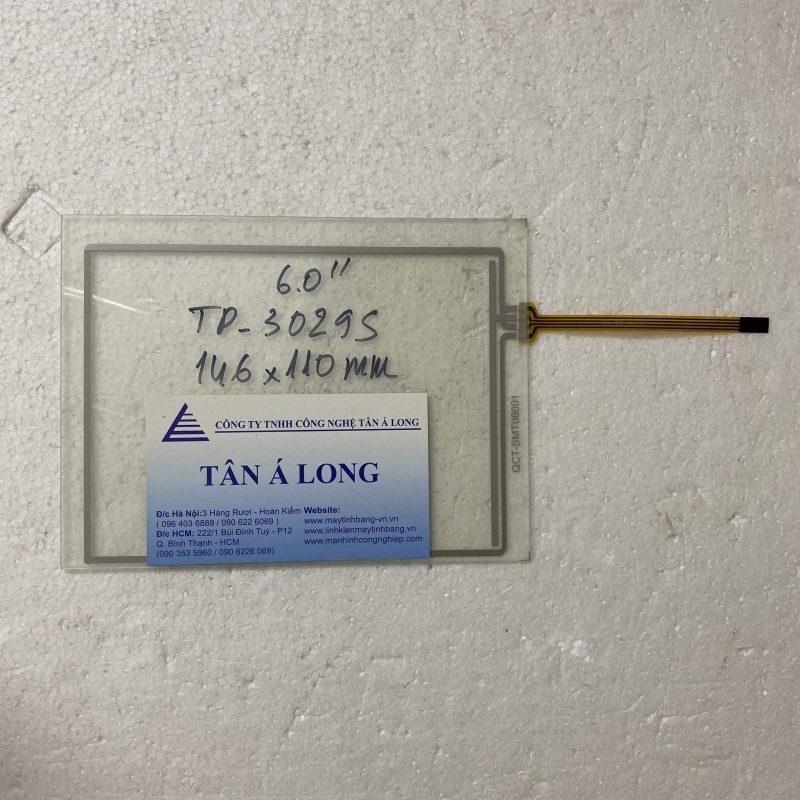 6.0"
TP-3029S
146 x 110 mm
QCT-SMT06001
CÔNG TY TNHH CÔNG NGHỆ TÂN Á LONG
TÂN Á LONG
Đ/c Hà Nội:3 Hàng Rươi - Hoàn Kiếm
( 096 403 6889 / 090 622 6069 )
Đ/c HCM: 222/1 Bùi Đình Tuý - P12
Q. Bình Thạnh - HCM
(090 353 5960 / 090 6226 069)
Website:
www.maytinhbang-vn.vn
www.linhkienmaytinhbang.vn
www.manhinhcongnghiep.com